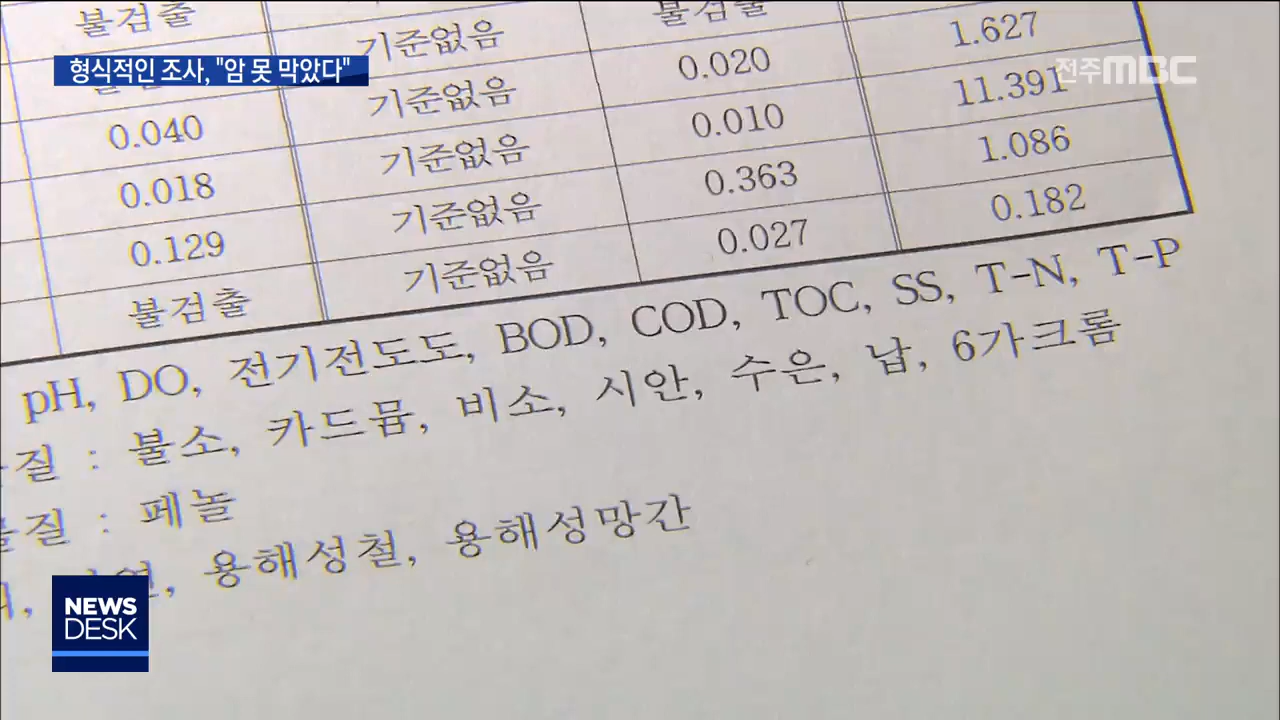 형식적인 조사, "암 못 막았다"
전주MBC
불검출 불검출
기준없음 1.627
기준없음 0.020 11.391
0.040 기준없음 0.010 1.086
0.018 기준없음 0.363 0.182
0.129 기준없음 0.027
불검출
pH, DO, 전기전도도, BOD, COD, TOC, SS, T-N, T-P
질 : 불소, 카드뮴, 비소, 시안, 수은, 납, 6가크롬
물질 : 페놀
용해성철, 용해성망간
NEWS
DESK